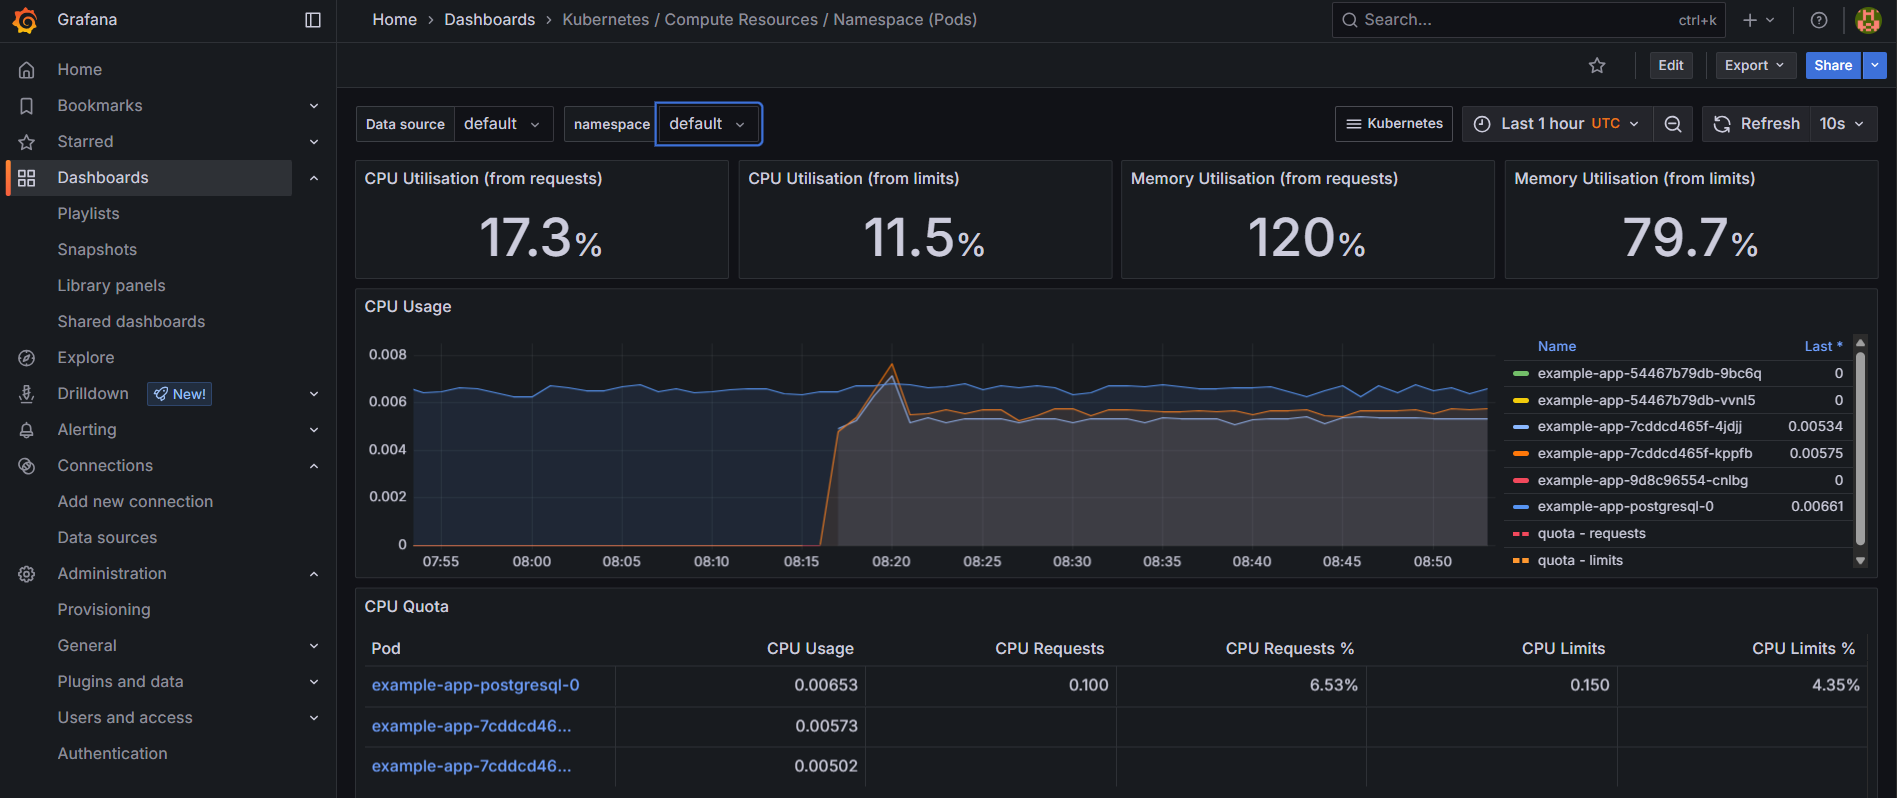 Grafana
Home › Dashboards › Kubernetes / Compute Resources / Namespace (Pods)
Search...
ctrl+k
Edit
Export
Share
Home
Bookmarks
Starred
Dashboards
Playlists
Snapshots
Library panels
Shared dashboards
Explore
Drilldown
New!
Alerting
Connections
Add new connection
Data sources
Administration
Provisioning
General
Plugins and data
Users and access
Authentication
Data source default
namespace default
Kubernetes
Last 1 hour UTC
Refresh 10s
CPU Utilisation (from requests)
17.3%
CPU Utilisation (from limits)
11.5%
Memory Utilisation (from requests)
120%
Memory Utilisation (from limits)
79.7%
CPU Usage
0.008
0.006
0.004
0.002
0
07:55 08:00 08:05 08:10 08:15 08:20 08:25 08:30 08:35 08:40 08:45 08:50
Name Last *
example-app-54467b79db-9bc6q 0
example-app-54467b79db-vvnl5 0
example-app-7cddcd465f-4jdjj 0.00534
example-app-7cddcd465f-kppfb 0.00575
example-app-9d8c96554-cnlbg 0
example-app-postgresql-0 0.00661
quota - requests
quota - limits
CPU Quota
Pod CPU Usage CPU Requests CPU Requests % CPU Limits CPU Limits %
example-app-postgresql-0 0.00653 0.100 6.53% 0.150 4.35%
example-app-7cddcd46... 0.00573
example-app-7cddcd46... 0.00502